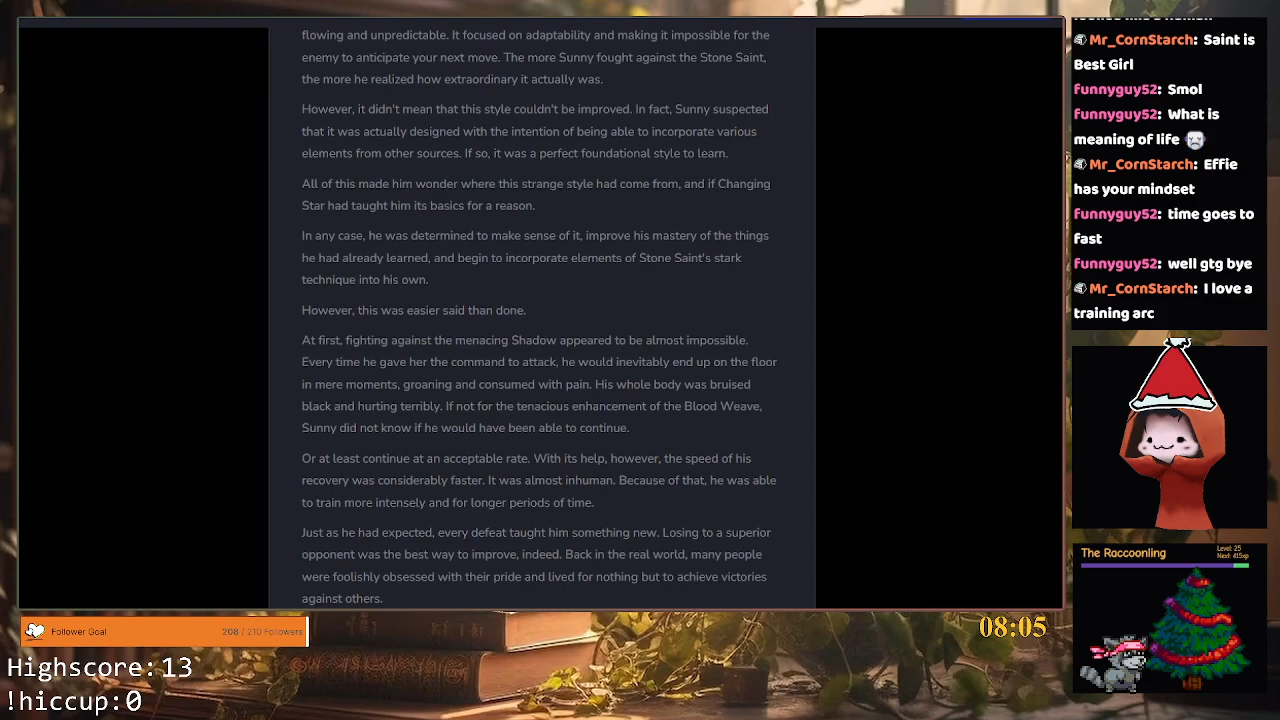 flowing and unpredictable. It focused on adaptability and making it impossible for the
enemy to anticipate your next move. The more Sunny fought against the Stone Saint,
the more he realized how extraordinary it actually was.
However, it didn't mean that this style couldn't be improved. In fact, Sunny suspected
that it was actually designed with the intention of being able to incorporate various
elements from other sources. If so, it was a perfect foundational style to learn.
All of this made him wonder where this strange style had come from, and if Changing
Star had taught him its basics for a reason.
In any case, he was determined to make sense of it, improve his mastery of the things
he had already learned, and begin to incorporate elements of Stone Saint's stark
technique into his own.
However, this was easier said than done.
At first, fighting against the menacing Shadow appeared to be almost impossible.
Every time he gave her the command to attack, he would inevitably end up on the floor
in mere moments, groaning and consumed with pain. His whole body was bruised
black and hurting terribly. If not for the tenacious enhancement of the Blood Weave,
Sunny did not know if he would have been able to continue.
Or at least continue at an acceptable rate. With its help, however, the speed of his
recovery was considerably faster. It was almost inhuman. Because of that, he was able
to train more intensely and for longer periods of time.
Just as he had expected, every defeat taught him something new. Losing to a superior
opponent was the best way to improve, indeed. Back in the real world, many people
were foolishly obsessed with their pride and lived for nothing but to achieve victories
against others.
Mr_CornStarch: Saint is
Best Girl
funnyguy52: Smol
funnyguy52: What is
meaning of life
Mr_CornStarch: Effie
has your mindset
funnyguy52: time goes to
fast
funnyguy52: well gtg bye
Mr_CornStarch: I love a
training arc
The Raccoonling
Level: 25
Next: 415xp
Follower Goal
208 / 210 Followers
08:05
Highscore:13
!hiccup:0